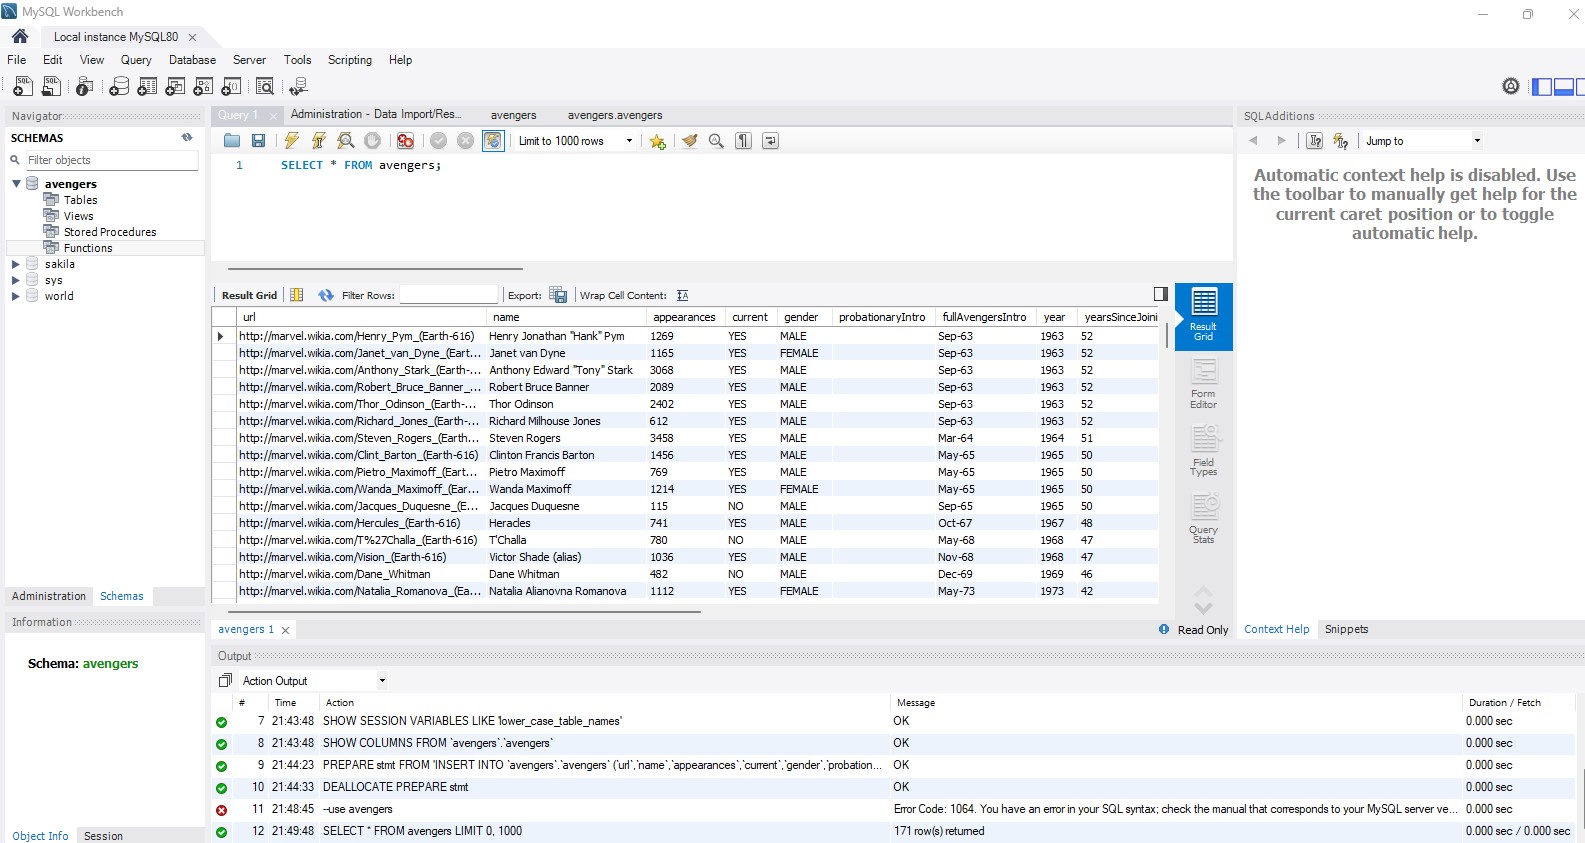 MySQL Workbench
Local instance MySQL80
File Edit View Query Database Server Tools Scripting Help
Navigator
SCHEMAS
Filter objects
avengers
Tables
Views
Stored Procedures
Functions
sakila
sys
world
Administration Schemas
Information
Schema: avengers
Object Info Session
Query 1 Administration - Data Import/Res... avengers avengers.avengers
Limit to 1000 rows
1 SELECT * FROM avengers;
Result Grid Filter Rows: Export: Wrap Cell Content:
url name appearances current gender probationaryIntro fullAvengersIntro year yearsSinceJoini
http://marvel.wikia.com/Henry_Pym_(Earth-616) Henry Jonathan "Hank" Pym 1269 YES MALE Sep-63 1963 52
http://marvel.wikia.com/Janet_van_Dyne_(Eart... Janet van Dyne 1165 YES FEMALE Sep-63 1963 52
http://marvel.wikia.com/Anthony_Stark_(Earth-... Anthony Edward "Tony" Stark 3068 YES MALE Sep-63 1963 52
http://marvel.wikia.com/Robert_Bruce_Banner_... Robert Bruce Banner 2089 YES MALE Sep-63 1963 52
http://marvel.wikia.com/Thor_Odinson_(Earth-... Thor Odinson 2402 YES MALE Sep-63 1963 52
http://marvel.wikia.com/Richard_Jones_(Earth-... Richard Milhouse Jones 612 YES MALE Sep-63 1963 52
http://marvel.wikia.com/Steven_Rogers_(Earth... Steven Rogers 3458 YES MALE Mar-64 1964 51
http://marvel.wikia.com/Clint_Barton_(Earth-616) Clinton Francis Barton 1456 YES MALE May-65 1965 50
http://marvel.wikia.com/Pietro_Maximoff_(Eart... Pietro Maximoff 769 YES MALE May-65 1965 50
http://marvel.wikia.com/Wanda_Maximoff_(Ear... Wanda Maximoff 1214 YES FEMALE May-65 1965 50
http://marvel.wikia.com/Jacques_Duquesne_(E... Jacques Duquesne 115 NO MALE Sep-65 1965 50
http://marvel.wikia.com/Hercules_(Earth-616) Heracles 741 YES MALE Oct-67 1967 48
http://marvel.wikia.com/T%27Challa_(Earth-616) T'Challa 780 NO MALE May-68 1968 47
http://marvel.wikia.com/Vision_(Earth-616) Victor Shade (alias) 1036 YES MALE Nov-68 1968 47
http://marvel.wikia.com/Dane_Whitman Dane Whitman 482 NO MALE Dec-69 1969 46
http://marvel.wikia.com/Natalia_Romanova_(Ea... Natalia Alianovna Romanova 1112 YES FEMALE May-73 1973 42
Result
Grid
Form
Editor
Field
Types
Query
Stats
avengers 1 Read Only
SQLAdditions
Jump to
Automatic context help is disabled. Use
the toolbar to manually get help for the
current caret position or to toggle
automatic help.
Context Help Snippets
Output
Action Output
# Time Action Message Duration / Fetch
7 21:43:48 SHOW SESSION VARIABLES LIKE 'lower_case_table_names' OK 0.000 sec
8 21:43:48 SHOW COLUMNS FROM `avengers`.`avengers` OK 0.000 sec
9 21:44:23 PREPARE stmt FROM 'INSERT INTO `avengers`.`avengers` (`url`,`name`,`appearances`,`current`,`gender`,`probation... OK 0.000 sec
10 21:44:33 DEALLOCATE PREPARE stmt OK 0.000 sec
11 21:48:45 --use avengers Error Code: 1064. You have an error in your SQL syntax; check the manual that corresponds to your MySQL server ve... 0.000 sec
12 21:49:48 SELECT * FROM avengers LIMIT 0, 1000 171 row(s) returned 0.000 sec / 0.000 sec